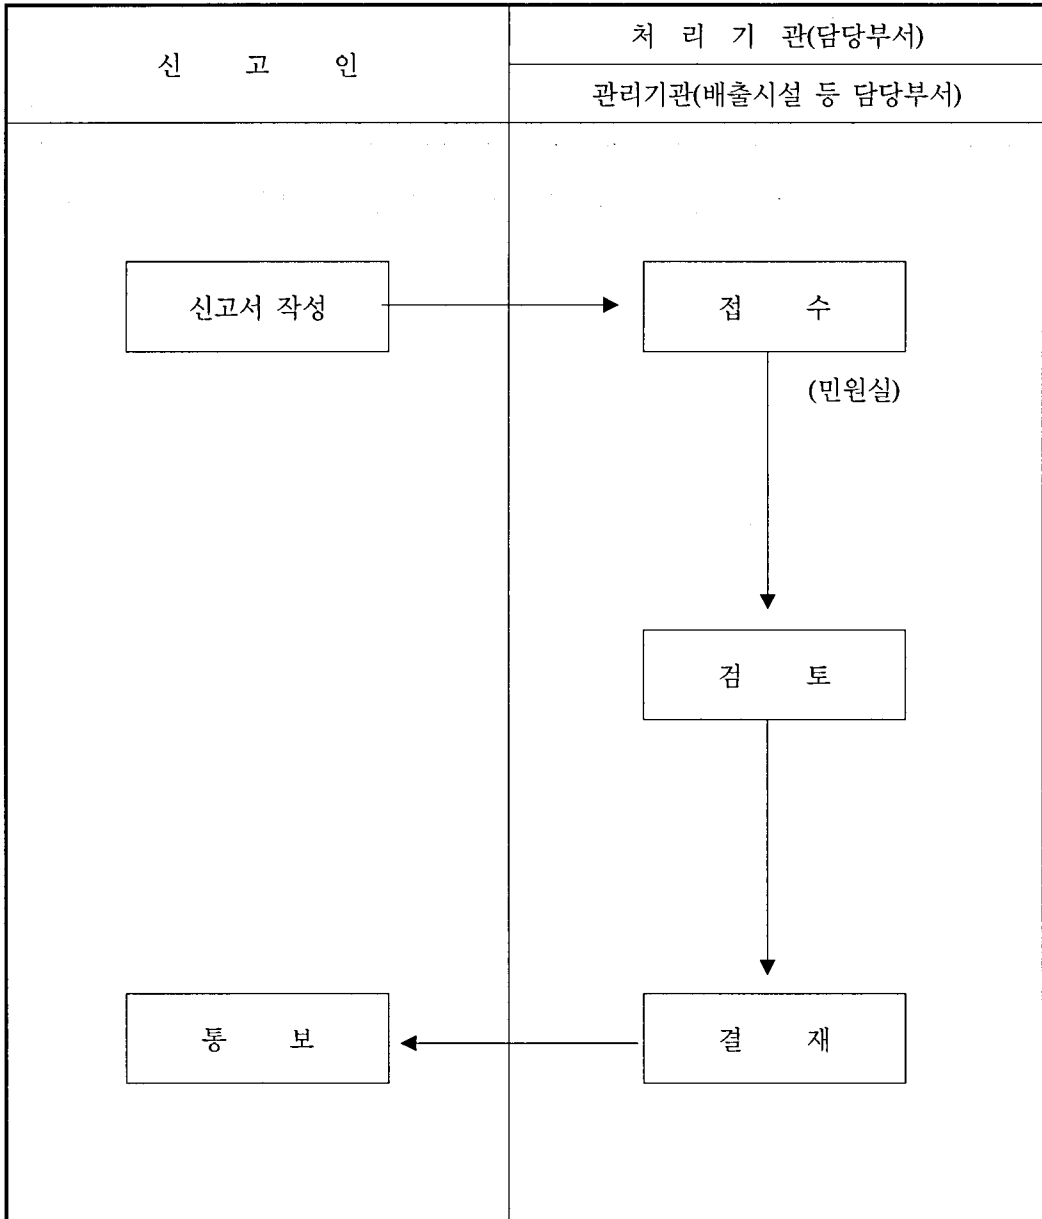 신 고 인
처 리 기 관(담당부서)
관리기관(배출시설 등 담당부서)
신고서 작성
접 수
(민원실)
검 토
통 보
결 재